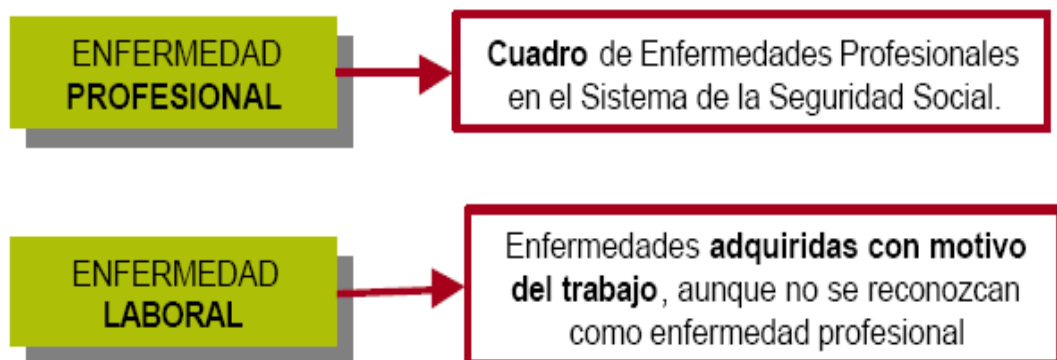 ENFERMEDAD
PROFESIONAL
Cuadro de Enfermedades Profesionales
en el Sistema de la Seguridad Social.
ENFERMEDAD
LABORAL
Enfermedades adquiridas con motivo
del trabajo, aunque no se reconozcan
como enfermedad profesional